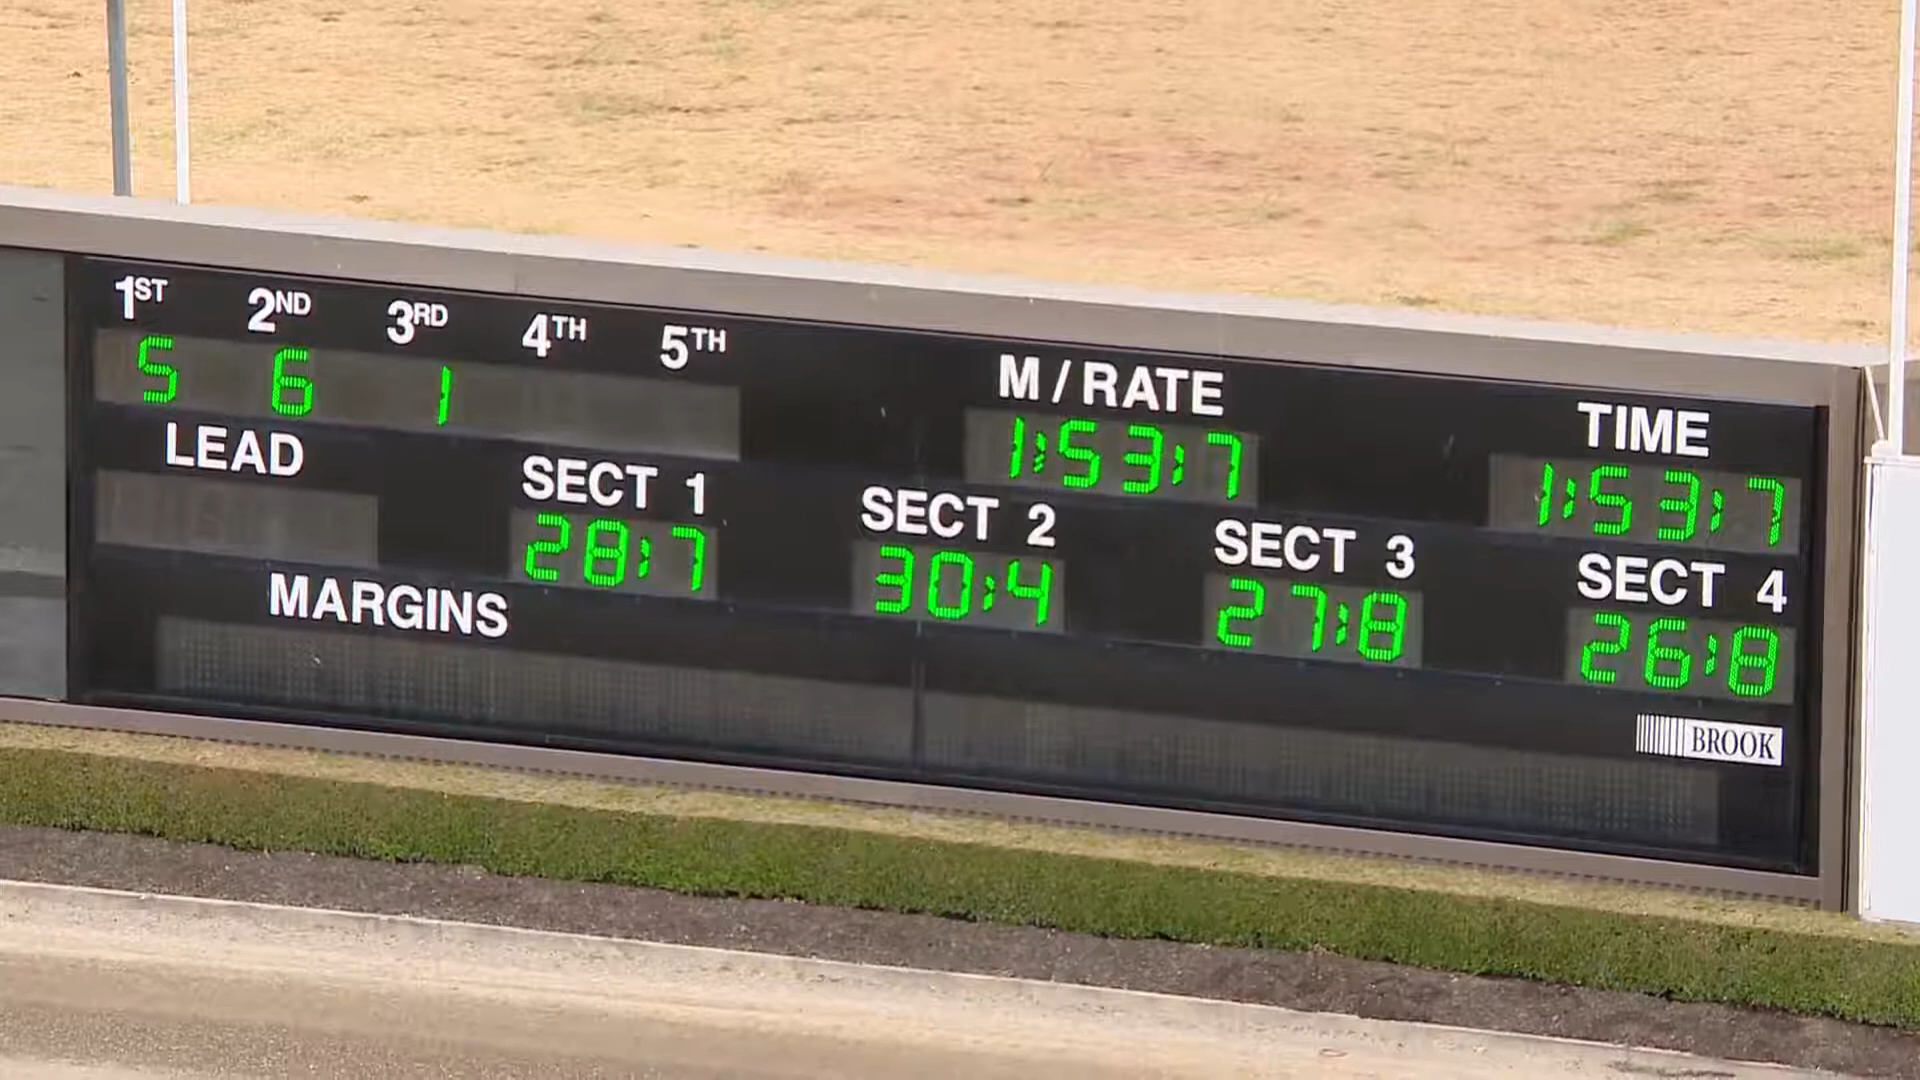 1ST 2ND 3RD 4TH 5TH
5 6 1
M / RATE
1:53:7
TIME
1:53:7
LEAD
SECT 1
28:7
SECT 2
30:4
SECT 3
27:8
SECT 4
26:8
MARGINS
BROOK